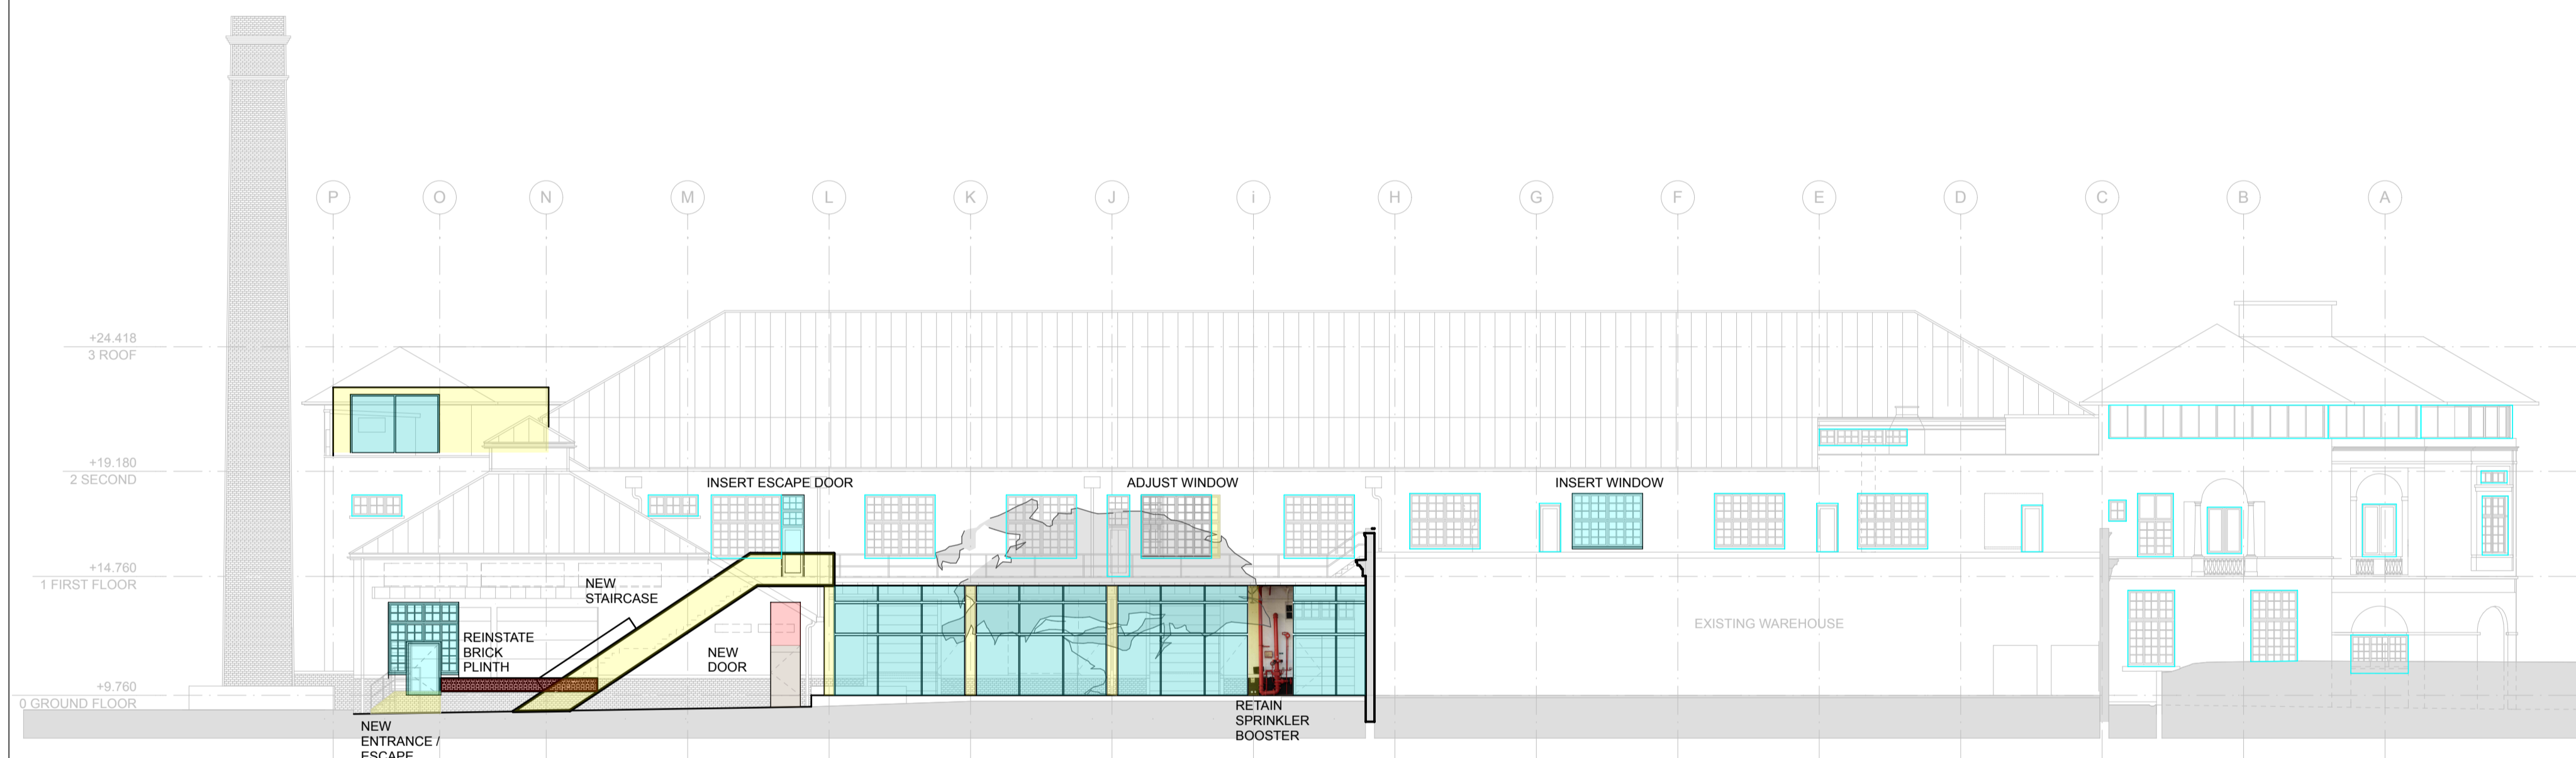 P
O
N
M
L
K
J
i
H
G
F
E
D
C
B
A
+24.418
3 ROOF
+19.180
2 SECOND
INSERT ESCAPE DOOR
ADJUST WINDOW
INSERT WINDOW
+14.760
1 FIRST FLOOR
NEW
STAIRCASE
EXISTING WAREHOUSE
REINSTATE
BRICK
PLINTH
NEW
DOOR
+9.760
0 GROUND FLOOR
RETAIN
SPRINKLER
BOOSTER
NEW
ENTRANCE /
ESCAPE